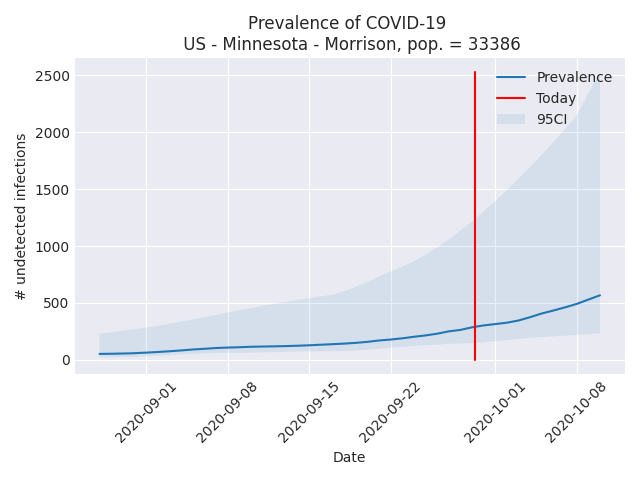 Prevalence of COVID-19
US - Minnesota - Morrison, pop. = 33386
Prevalence
Today
95CI
# undetected infections
2500
2000
1500
1000
500
0
2020-09-01
2020-09-08
2020-09-15
2020-09-22
2020-10-01
2020-10-08
Date